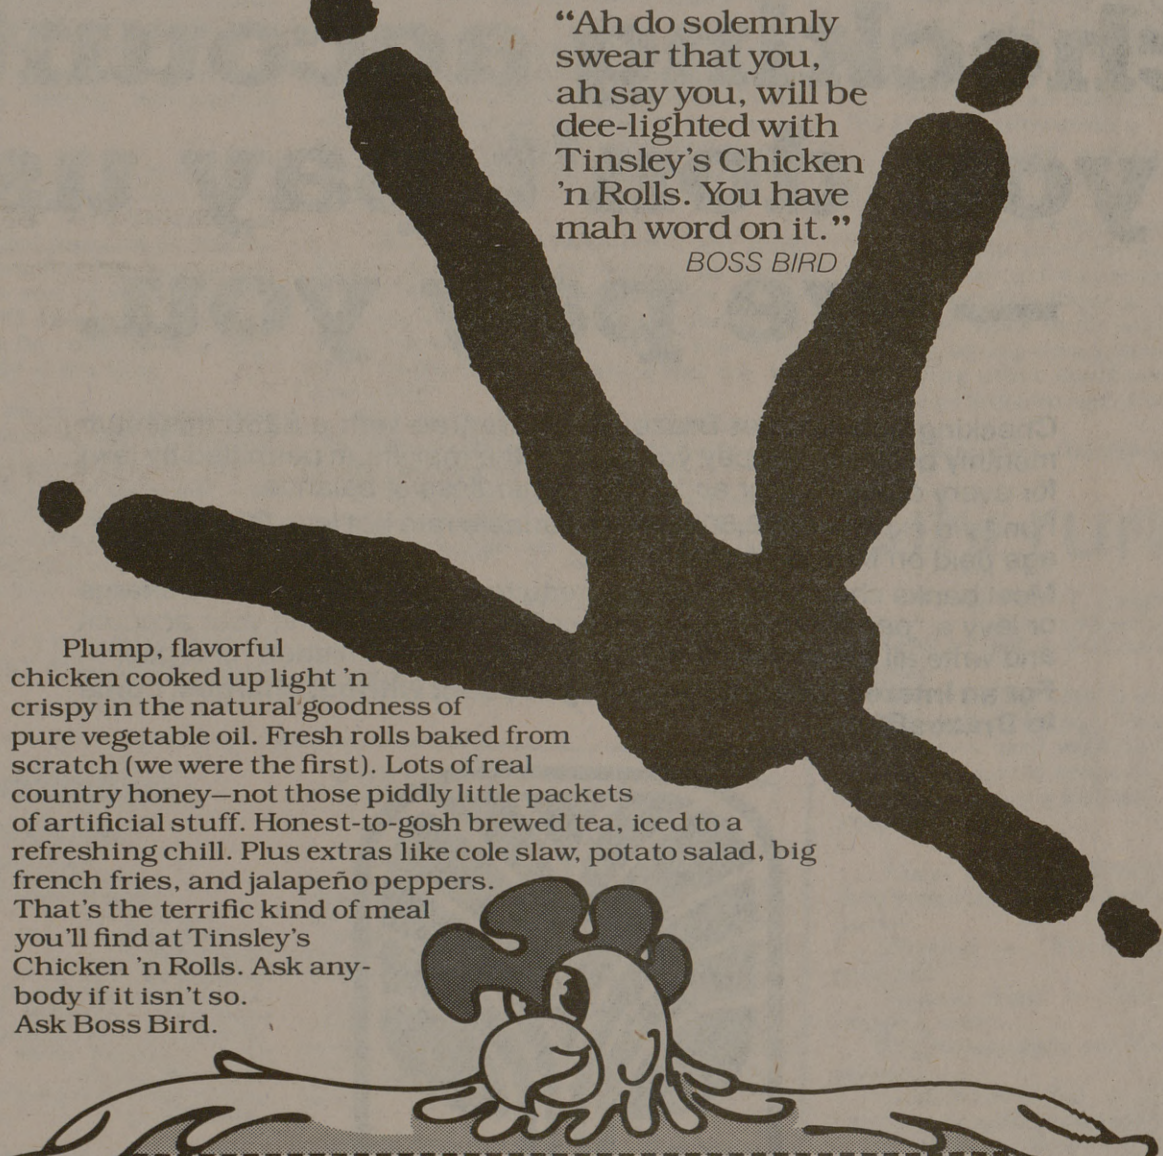 “Ah do solemnly
swear that you,
ah say you, will be
dee-lighted with
Tinsley's Chicken
'n Rolls. You have
mah word on it.”
BOSS BIRD
Plump, flavorful
chicken cooked up light 'n
crispy in the natural goodness of
pure vegetable oil. Fresh rolls baked from
scratch (we were the first). Lots of real
country honey—not those piddly little packets
of artificial stuff. Honest-to-gosh brewed tea, iced to a
refreshing chill. Plus extras like cole slaw, potato salad, big
french fries, and jalapeño peppers.
That's the terrific kind of meal
you'll find at Tinsley's
Chicken 'n Rolls. Ask any-
body if it isn't so.
Ask Boss Bird.